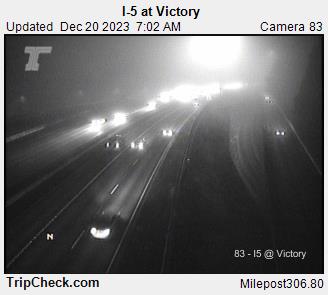 I-5 at Victory
Updated Dec 20 2023 7:02 AM Camera 83
T
N
83 - I5 @ Victory
TripCheck.com Milepost306.80